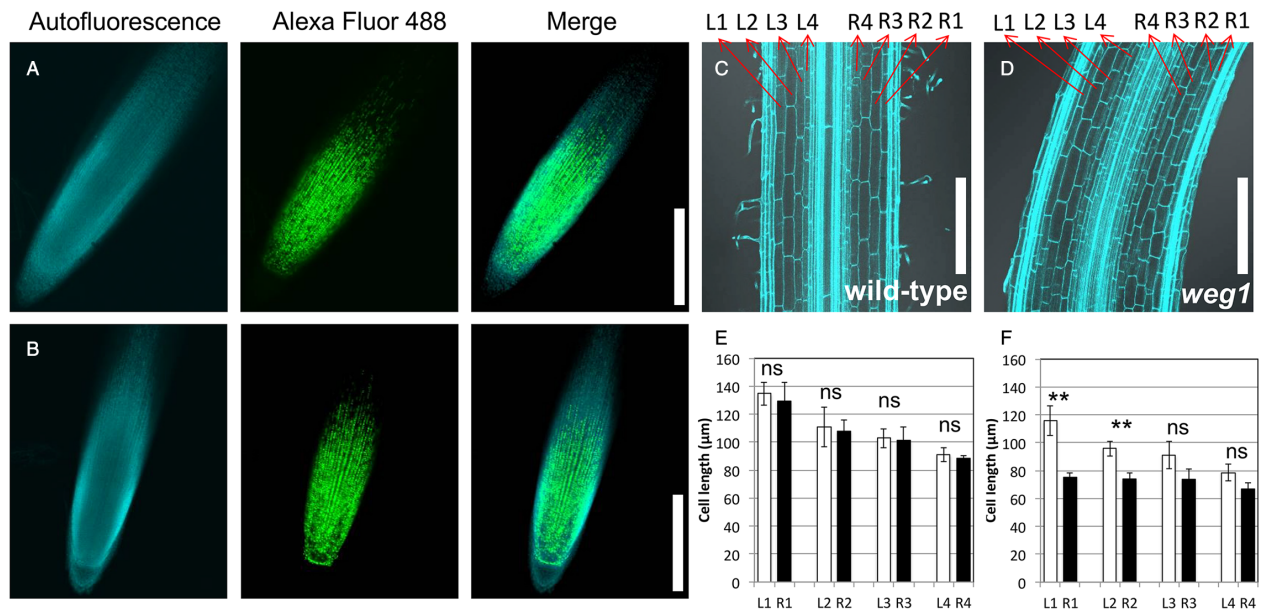 Autofluorescence Alexa Fluor 488 Merge
L1 L2 L3 L4 R4 R3 R2 R1
L1 L2 L3 L4 R4 R3 R2 R1
A
C
wild-type
D
weg1
B
E
160
140
120
100
80
60
40
20
0
Cell length (µm)
ns
ns
ns
ns
L1 R1 L2 R2 L3 R3 L4 R4
F
160
140
120
100
80
60
40
20
0
Cell length (µm)
**
**
ns
ns
L1 R1 L2 R2 L3 R3 L4 R4